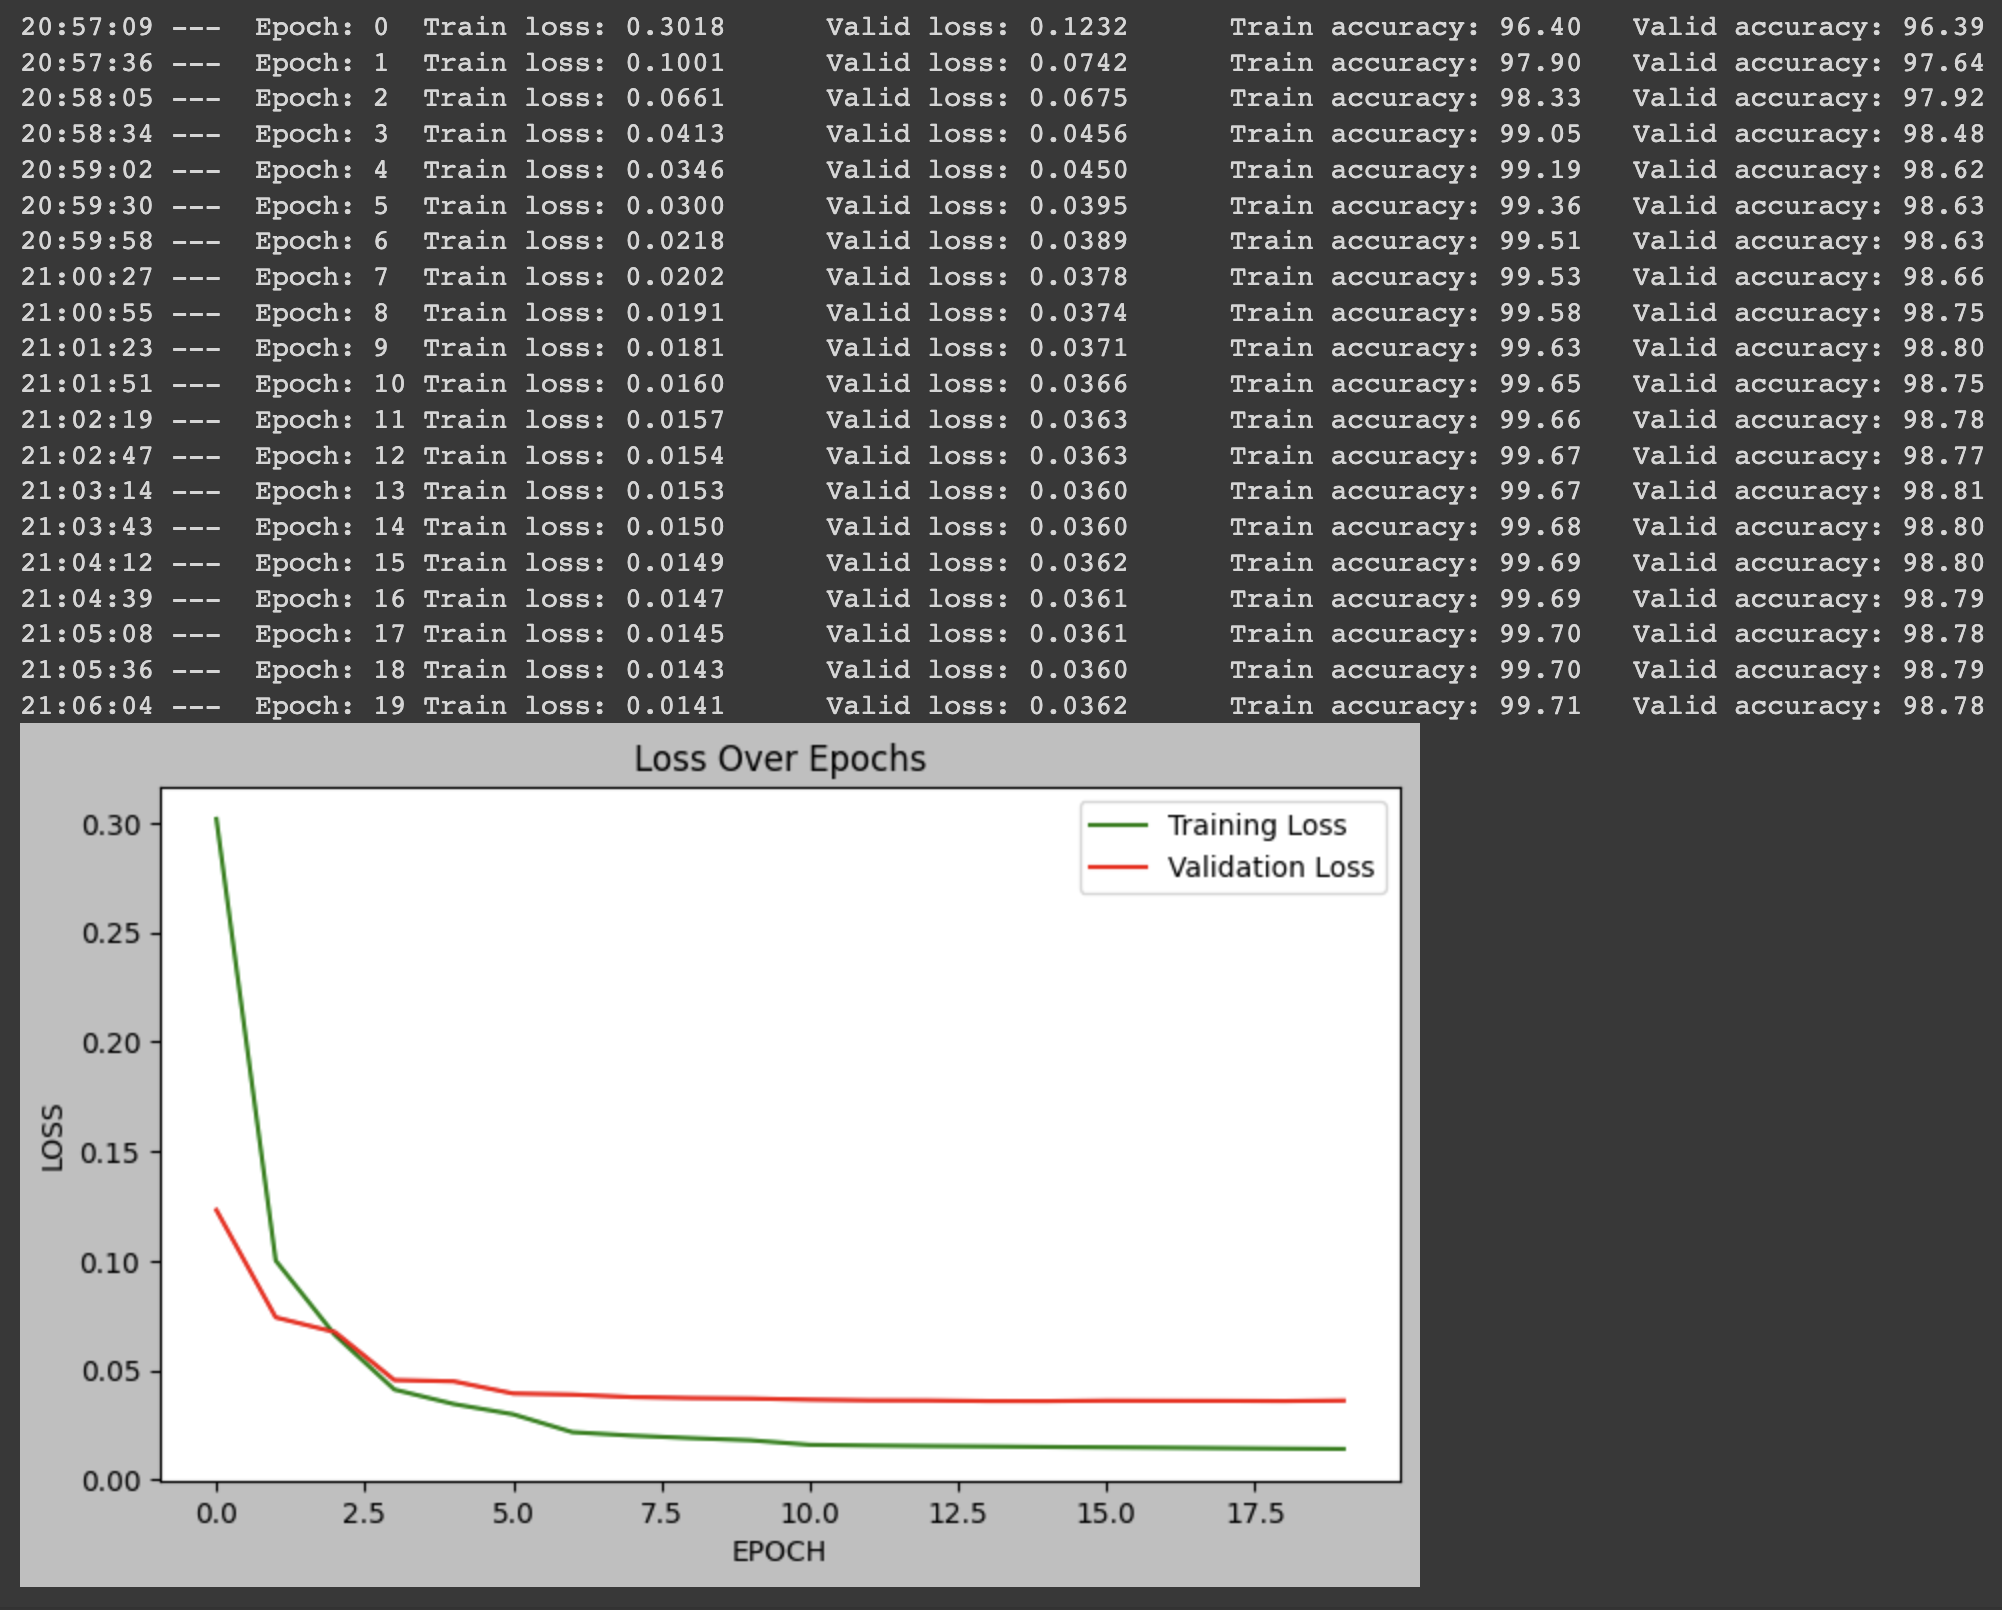 20:57:09 --- Epoch: 0 Train loss: 0.3018 Valid loss: 0.1232 Train accuracy: 96.40 Valid accuracy: 96.39
20:57:36 --- Epoch: 1 Train loss: 0.1001 Valid loss: 0.0742 Train accuracy: 97.90 Valid accuracy: 97.64
20:58:05 --- Epoch: 2 Train loss: 0.0661 Valid loss: 0.0675 Train accuracy: 98.33 Valid accuracy: 97.92
20:58:34 --- Epoch: 3 Train loss: 0.0413 Valid loss: 0.0456 Train accuracy: 99.05 Valid accuracy: 98.48
20:59:02 --- Epoch: 4 Train loss: 0.0346 Valid loss: 0.0450 Train accuracy: 99.19 Valid accuracy: 98.62
20:59:30 --- Epoch: 5 Train loss: 0.0300 Valid loss: 0.0395 Train accuracy: 99.36 Valid accuracy: 98.63
20:59:58 --- Epoch: 6 Train loss: 0.0218 Valid loss: 0.0389 Train accuracy: 99.51 Valid accuracy: 98.63
21:00:27 --- Epoch: 7 Train loss: 0.0202 Valid loss: 0.0378 Train accuracy: 99.53 Valid accuracy: 98.66
21:00:55 --- Epoch: 8 Train loss: 0.0191 Valid loss: 0.0374 Train accuracy: 99.58 Valid accuracy: 98.75
21:01:23 --- Epoch: 9 Train loss: 0.0181 Valid loss: 0.0371 Train accuracy: 99.63 Valid accuracy: 98.80
21:01:51 --- Epoch: 10 Train loss: 0.0160 Valid loss: 0.0366 Train accuracy: 99.65 Valid accuracy: 98.75
21:02:19 --- Epoch: 11 Train loss: 0.0157 Valid loss: 0.0363 Train accuracy: 99.66 Valid accuracy: 98.78
21:02:47 --- Epoch: 12 Train loss: 0.0154 Valid loss: 0.0363 Train accuracy: 99.67 Valid accuracy: 98.77
21:03:14 --- Epoch: 13 Train loss: 0.0153 Valid loss: 0.0360 Train accuracy: 99.67 Valid accuracy: 98.81
21:03:43 --- Epoch: 14 Train loss: 0.0150 Valid loss: 0.0360 Train accuracy: 99.68 Valid accuracy: 98.80
21:04:12 --- Epoch: 15 Train loss: 0.0149 Valid loss: 0.0362 Train accuracy: 99.69 Valid accuracy: 98.80
21:04:39 --- Epoch: 16 Train loss: 0.0147 Valid loss: 0.0361 Train accuracy: 99.69 Valid accuracy: 98.79
21:05:08 --- Epoch: 17 Train loss: 0.0145 Valid loss: 0.0361 Train accuracy: 99.70 Valid accuracy: 98.78
21:05:36 --- Epoch: 18 Train loss: 0.0143 Valid loss: 0.0360 Train accuracy: 99.70 Valid accuracy: 98.79
21:06:04 --- Epoch: 19 Train loss: 0.0141 Valid loss: 0.0362 Train accuracy: 99.71 Valid accuracy: 98.78
Loss Over Epochs
Training Loss
Validation Loss
0.30
0.25
0.20
0.15
0.10
0.05
0.00
LOSS
0.0 2.5 5.0 7.5 10.0 12.5 15.0 17.5
EPOCH